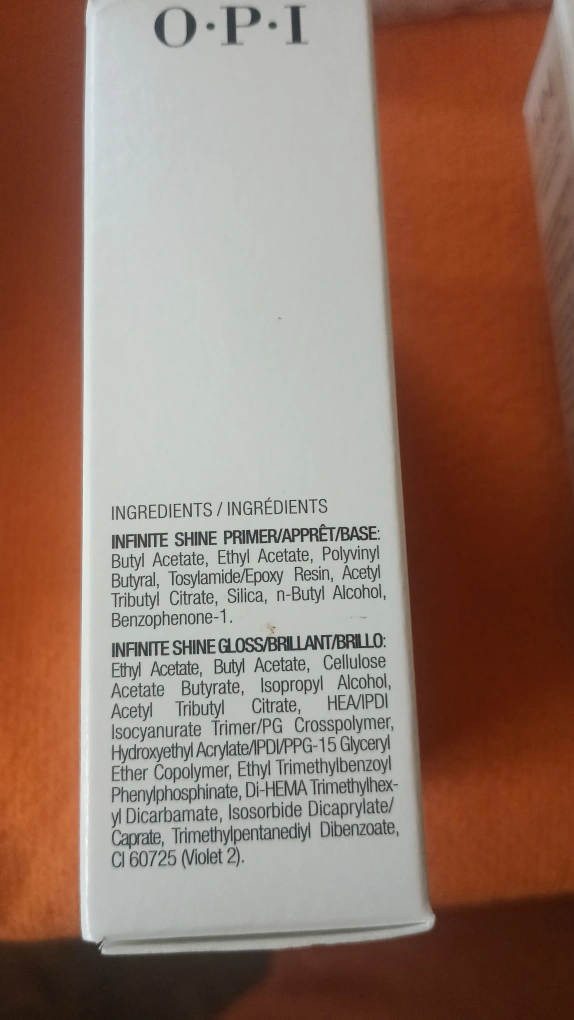 O·P·I
INGREDIENTS / INGRÉDIENTS
INFINITE SHINE PRIMER/APPRÊT/BASE:
Butyl Acetate, Ethyl Acetate, Polyvinyl
Butyral, Tosylamide/Epoxy Resin, Acetyl
Tributyl Citrate, Silica, n-Butyl Alcohol,
Benzophenone-1.
INFINITE SHINE GLOSS/BRILLANT/BRILLO:
Ethyl Acetate, Butyl Acetate, Cellulose
Acetate Butyrate, Isopropyl Alcohol,
Acetyl Tributyl Citrate, HEA/IPDI
Isocyanurate Trimer/PG Crosspolymer,
Hydroxyethyl Acrylate/IPDI/PPG-15 Glyceryl
Ether Copolymer, Ethyl Trimethylbenzoyl
Phenylphosphinate, Di-HEMA Trimethylhex-
yl Dicarbamate, Isosorbide Dicaprylate/
Caprate, Trimethylpentanediyl Dibenzoate,
CI 60725 (Violet 2).